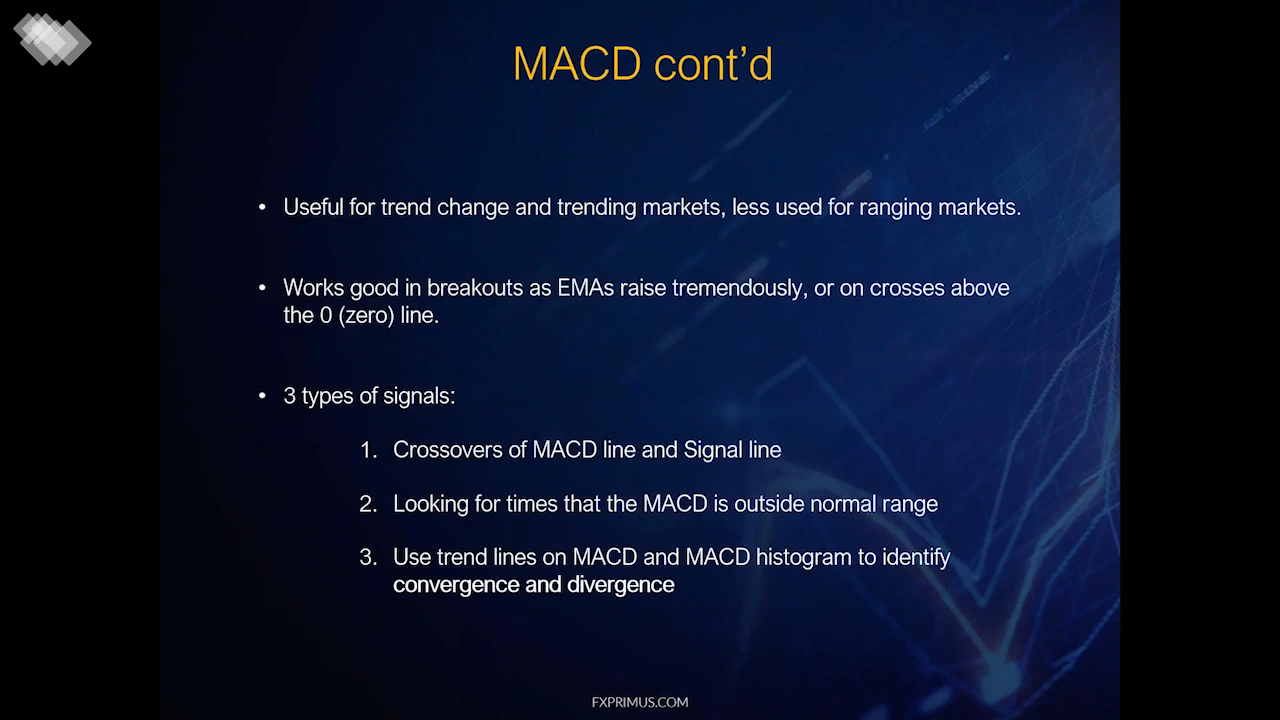 MACD cont’d
• Useful for trend change and trending markets, less used for ranging markets.
• Works good in breakouts as EMAs raise tremendously, or on crosses above
the 0 (zero) line.
• 3 types of signals:
1. Crossovers of MACD line and Signal line
2. Looking for times that the MACD is outside normal range
3. Use trend lines on MACD and MACD histogram to identify
convergence and divergence
FXPRIMUS.COM